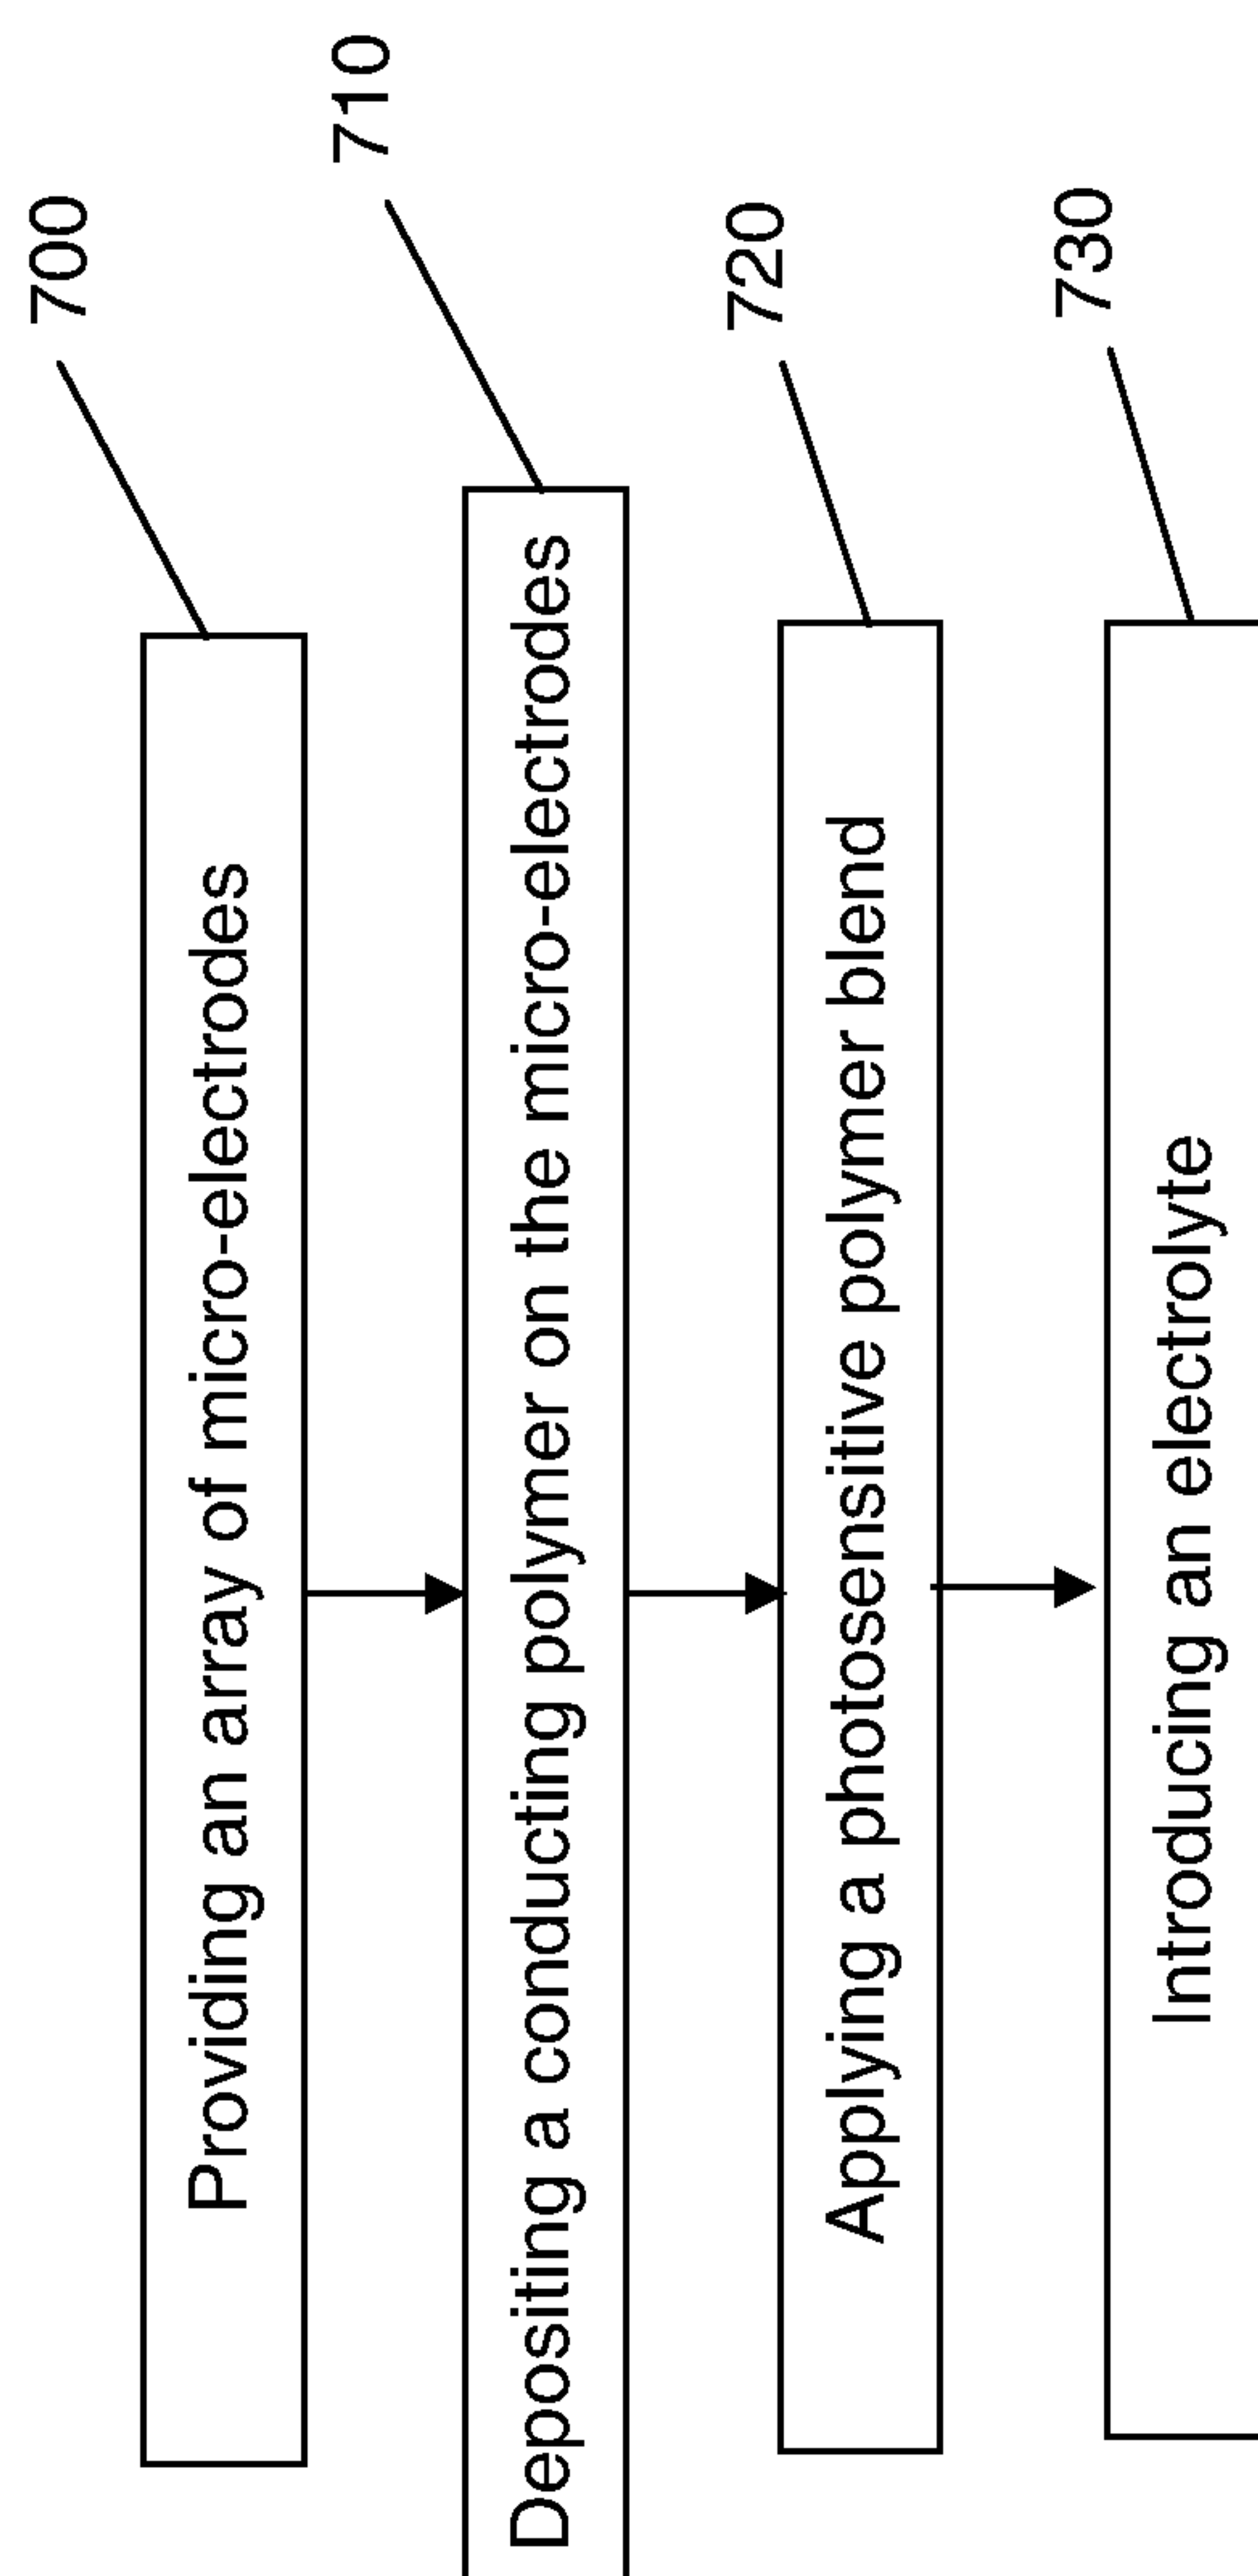 700
Providing an array of micro-electrodes
710
Depositing a conducting polymer on the micro-electrodes
720
Applying a photosensitive polymer blend
730
Introducing an electrolyte